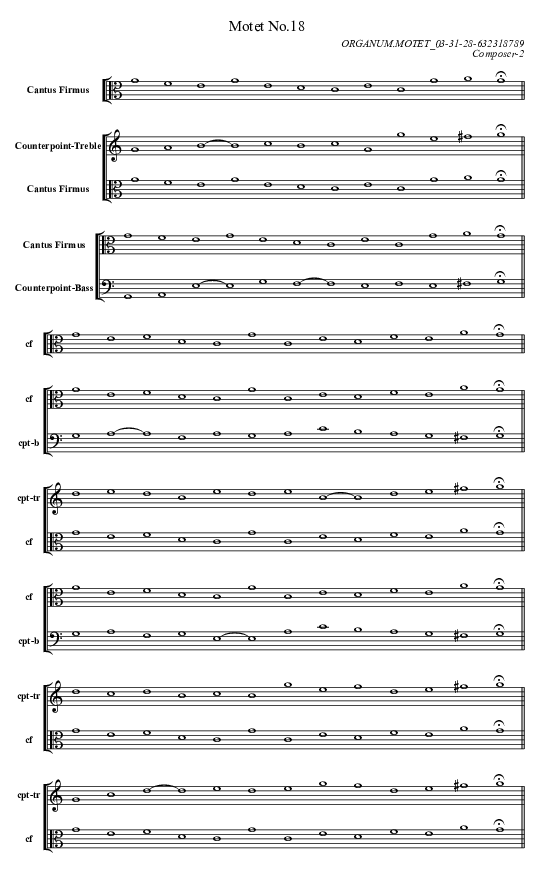 Motet No.18
ORGANUM.MOTET_03-31-28-632318789
Composer-2
Cantus Firmus
Counterpoint-Treble
Cantus Firmus
Cantus Firmus
Counterpoint-Bass
cf
cf
cpt-b
cpt-tr
cf
cf
cpt-b
cpt-tr
cf
cpt-tr
cf